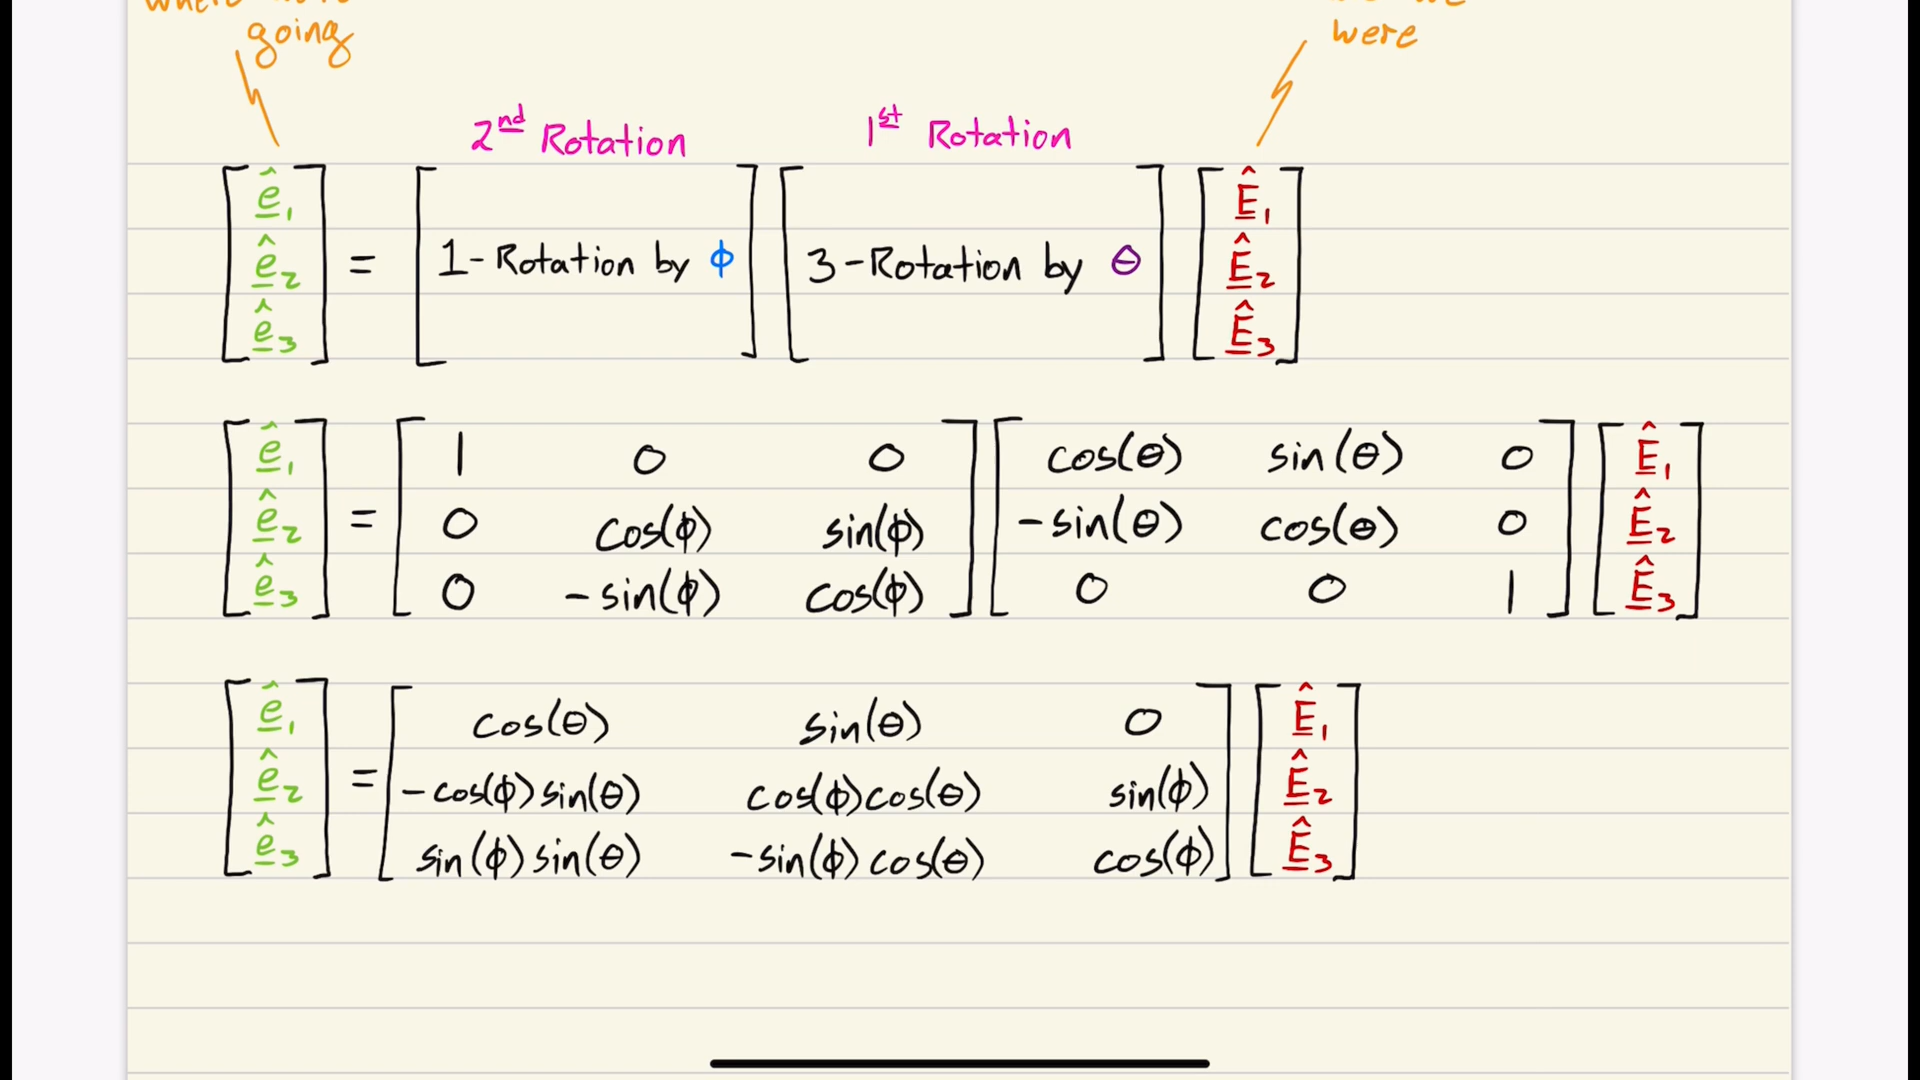 going
were
2nd Rotation 1st Rotation
ê1 Ê1
ê2 = 1-Rotation by ϕ 3-Rotation by θ Ê2
ê3 Ê3
ê1 1 0 0 cos(θ) sin(θ) 0 Ê1
ê2 = 0 cos(ϕ) sin(ϕ) -sin(θ) cos(θ) 0 Ê2
ê3 0 -sin(ϕ) cos(ϕ) 0 0 1 Ê3
ê1 cos(θ) sin(θ) 0 Ê1
ê2 = -cos(ϕ)sin(θ) cos(ϕ)cos(θ) sin(ϕ) Ê2
ê3 sin(ϕ)sin(θ) -sin(ϕ)cos(θ) cos(ϕ) Ê3